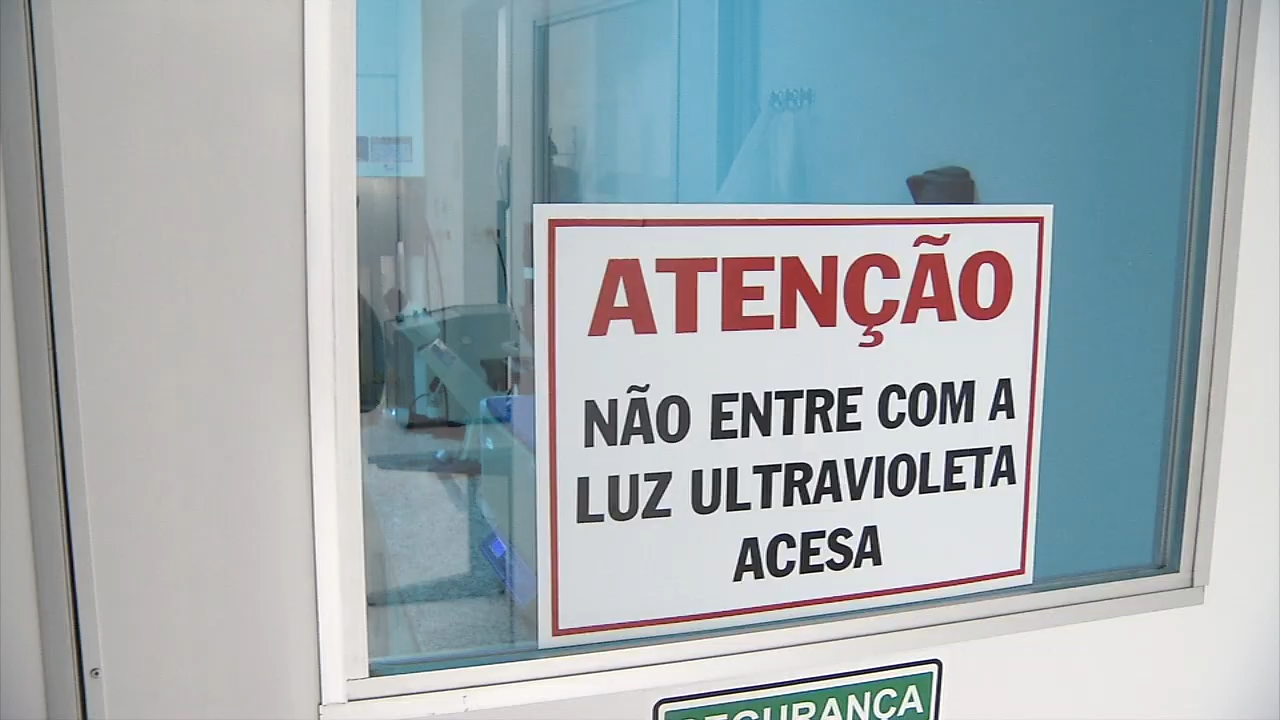 ATENÇÃO
NÃO ENTRE COM A
LUZ ULTRAVIOLETA
ACESA
SEGURANÇA